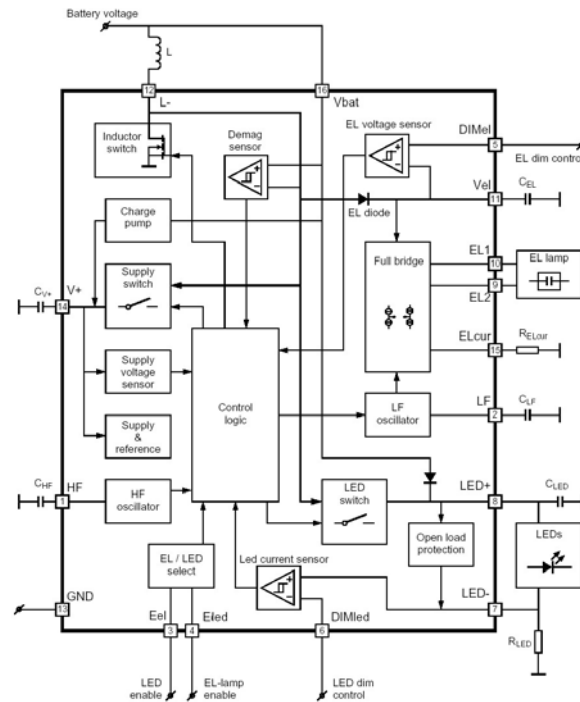 Battery voltage
L
12
16
L-
Vbat
Inductor
switch
Demag
sensor
EL voltage sensor
DIMel
5
EL dim control
Vel
11
CEL
EL diode
Charge
pump
Full bridge
EL1
10
EL lamp
9
EL2
CV+
V+
14
Supply
switch
ELcur
15
RELcur
Supply
voltage
sensor
Control
logic
LF
oscillator
LF
2
CLF
Supply
&
reference
CHF
HF
1
HF
oscillator
LED
switch
LED+
8
CLED
LEDs
Open load
protection
EL / LED
select
Led current sensor
LED-
7
GND
13
RLED
Eel
3
4
Eiled
6
DIMled
LED
enable
EL-lamp
enable
LED dim
control